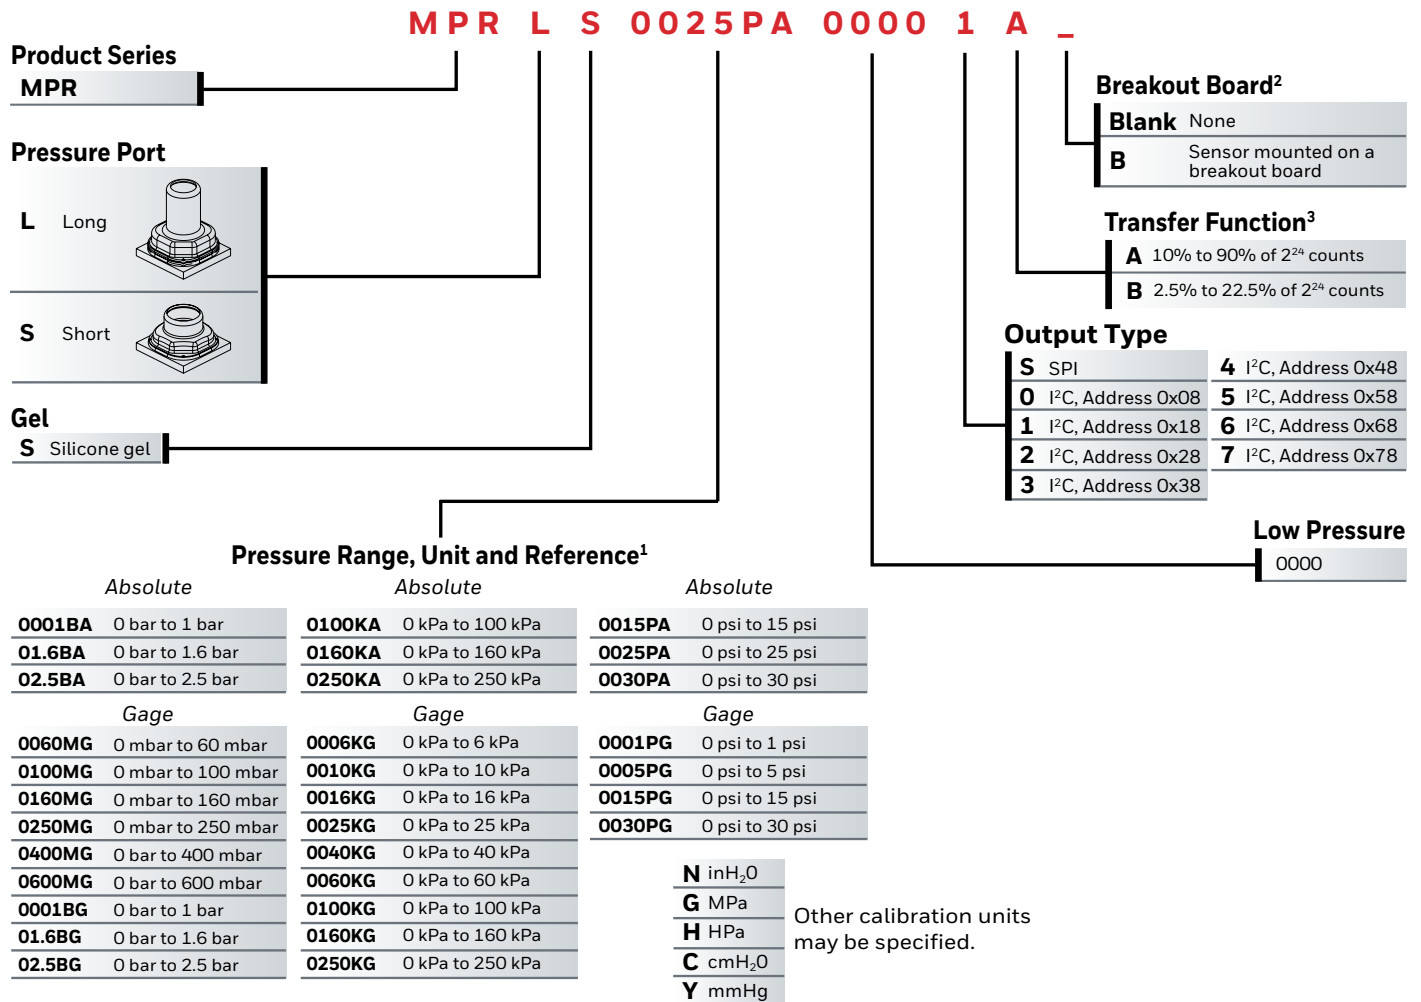 MPR L S 0025PA 0000 1 A _
Product Series
MPR
Pressure Port
L Long
S Short
Gel
S Silicone gel
Breakout Board²
Blank None
B Sensor mounted on a
breakout board
Transfer Function³
A 10% to 90% of 2²⁴ counts
B 2.5% to 22.5% of 2²⁴ counts
Output Type
S SPI
0 I²C, Address 0x08
1 I²C, Address 0x18
2 I²C, Address 0x28
3 I²C, Address 0x38
4 I²C, Address 0x48
5 I²C, Address 0x58
6 I²C, Address 0x68
7 I²C, Address 0x78
Low Pressure
0000
Pressure Range, Unit and Reference¹
Absolute
0001BA 0 bar to 1 bar
01.6BA 0 bar to 1.6 bar
02.5BA 0 bar to 2.5 bar
Gage
0060MG 0 mbar to 60 mbar
0100MG 0 mbar to 100 mbar
0160MG 0 mbar to 160 mbar
0250MG 0 mbar to 250 mbar
0400MG 0 bar to 400 mbar
0600MG 0 bar to 600 mbar
0001BG 0 bar to 1 bar
01.6BG 0 bar to 1.6 bar
02.5BG 0 bar to 2.5 bar
Absolute
0100KA 0 kPa to 100 kPa
0160KA 0 kPa to 160 kPa
0250KA 0 kPa to 250 kPa
Gage
0006KG 0 kPa to 6 kPa
0010KG 0 kPa to 10 kPa
0016KG 0 kPa to 16 kPa
0025KG 0 kPa to 25 kPa
0040KG 0 kPa to 40 kPa
0060KG 0 kPa to 60 kPa
0100KG 0 kPa to 100 kPa
0160KG 0 kPa to 160 kPa
0250KG 0 kPa to 250 kPa
Absolute
0015PA 0 psi to 15 psi
0025PA 0 psi to 25 psi
0030PA 0 psi to 30 psi
Gage
0001PG 0 psi to 1 psi
0005PG 0 psi to 5 psi
0015PG 0 psi to 15 psi
0030PG 0 psi to 30 psi
N inH₂0
G MPa
H HPa
C cmH₂0
Y mmHg
Other calibration units
may be specified.